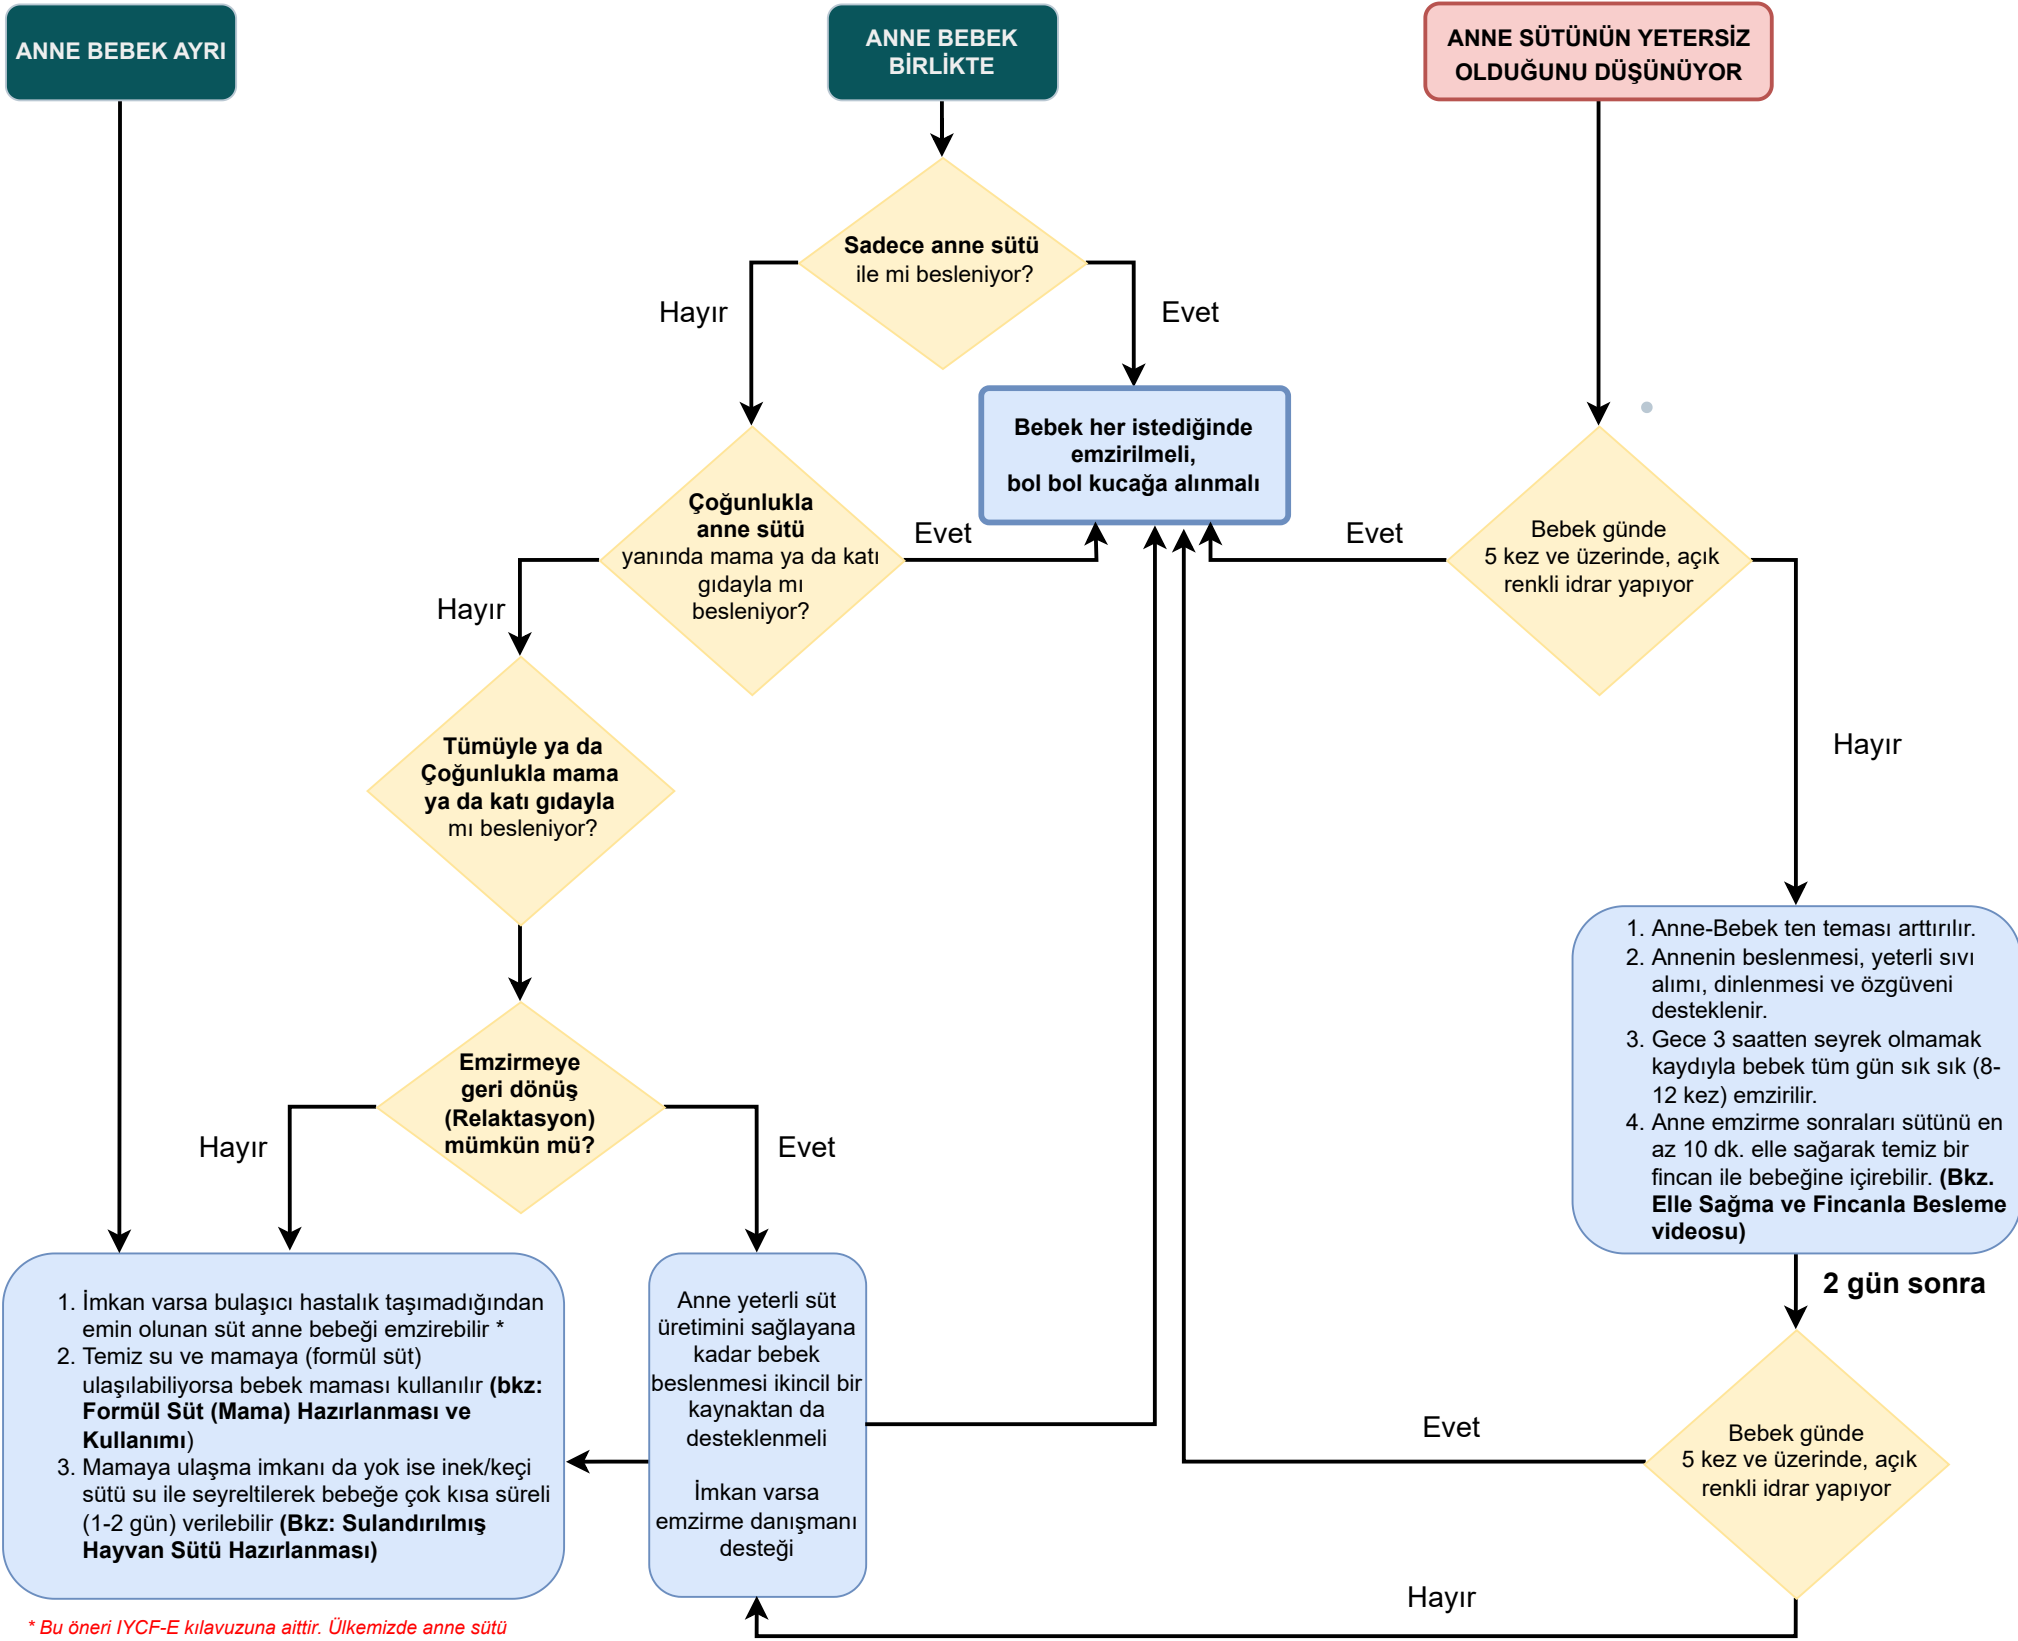 ANNE BEBEK AYRI
ANNE BEBEK
BİRLİKTE
ANNE SÜTÜNÜN YETERSİZ
OLDUĞUNU DÜŞÜNÜYOR
Sadece anne sütü
ile mi besleniyor?
Hayır
Evet
Bebek her istediğinde
emzirilmeli,
bol bol kucağa alınmalı
Çoğunlukla
anne sütü
yanında mama ya da katı
gıdayla mı
besleniyor?
Evet
Evet
Bebek günde
5 kez ve üzerinde, açık
renkli idrar yapıyor
Hayır
Hayır
Tümüyle ya da
Çoğunlukla mama
ya da katı gıdayla
mı besleniyor?
1. Anne-Bebek ten teması arttırılır.
2. Annenin beslenmesi, yeterli sıvı
alımı, dinlenmesi ve özgüveni
desteklenir.
3. Gece 3 saatten seyrek olmamak
kaydıyla bebek tüm gün sık sık (8-
12 kez) emzirilir.
4. Anne emzirme sonraları sütünü en
az 10 dk. elle sağarak temiz bir
fincan ile bebeğine içirebilir. (Bkz.
Elle Sağma ve Fincanla Besleme
videosu)
Emzirmeye
geri dönüş
(Relaktasyon)
mümkün mü?
Hayır
Evet
2 gün sonra
1. İmkan varsa bulaşıcı hastalık taşımadığından
emin olunan süt anne bebeği emzirebilir *
2. Temiz su ve mamaya (formül süt)
ulaşılabiliyorsa bebek maması kullanılır (bkz:
Formül Süt (Mama) Hazırlanması ve
Kullanımı)
3. Mamaya ulaşma imkanı da yok ise inek/keçi
sütü su ile seyreltilerek bebeğe çok kısa süreli
(1-2 gün) verilebilir (Bkz: Sulandırılmış
Hayvan Sütü Hazırlanması)
Anne yeterli süt
üretimini sağlayana
kadar bebek
beslenmesi ikincil bir
kaynaktan da
desteklenmeli
İmkan varsa
emzirme danışmanı
desteği
Evet
Bebek günde
5 kez ve üzerinde, açık
renkli idrar yapıyor
Hayır
* Bu öneri IYCF-E kılavuzuna aittir. Ülkemizde anne sütü